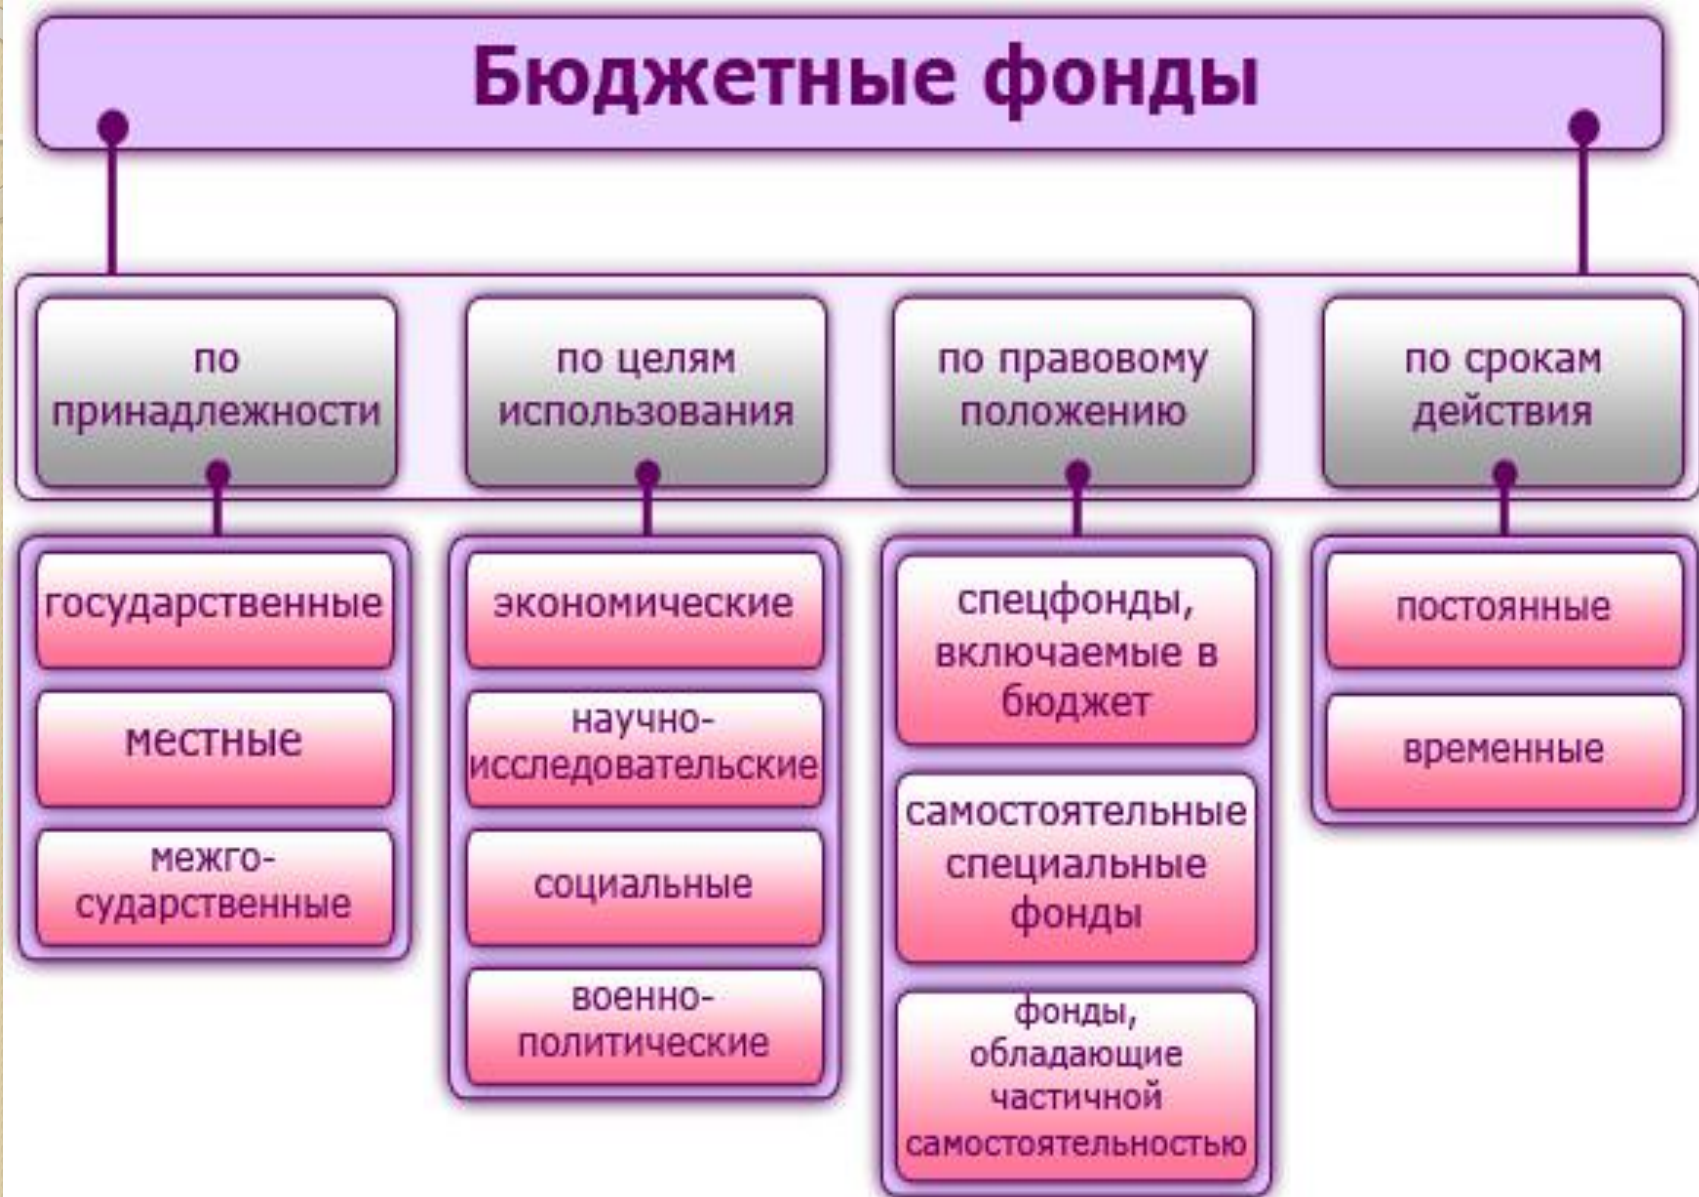 Бюджетные фонды
по
принадлежности
государственные
местные
межго-
сударственные
по целям
использования
экономические
научно-
исследовательские
социальные
военно-
политические
по правовому
положению
спецфонды,
включаемые в
бюджет
самостоятельные
специальные
фонды
фонды,
обладающие
частичной
самостоятельностью
по срокам
действия
постоянные
временные